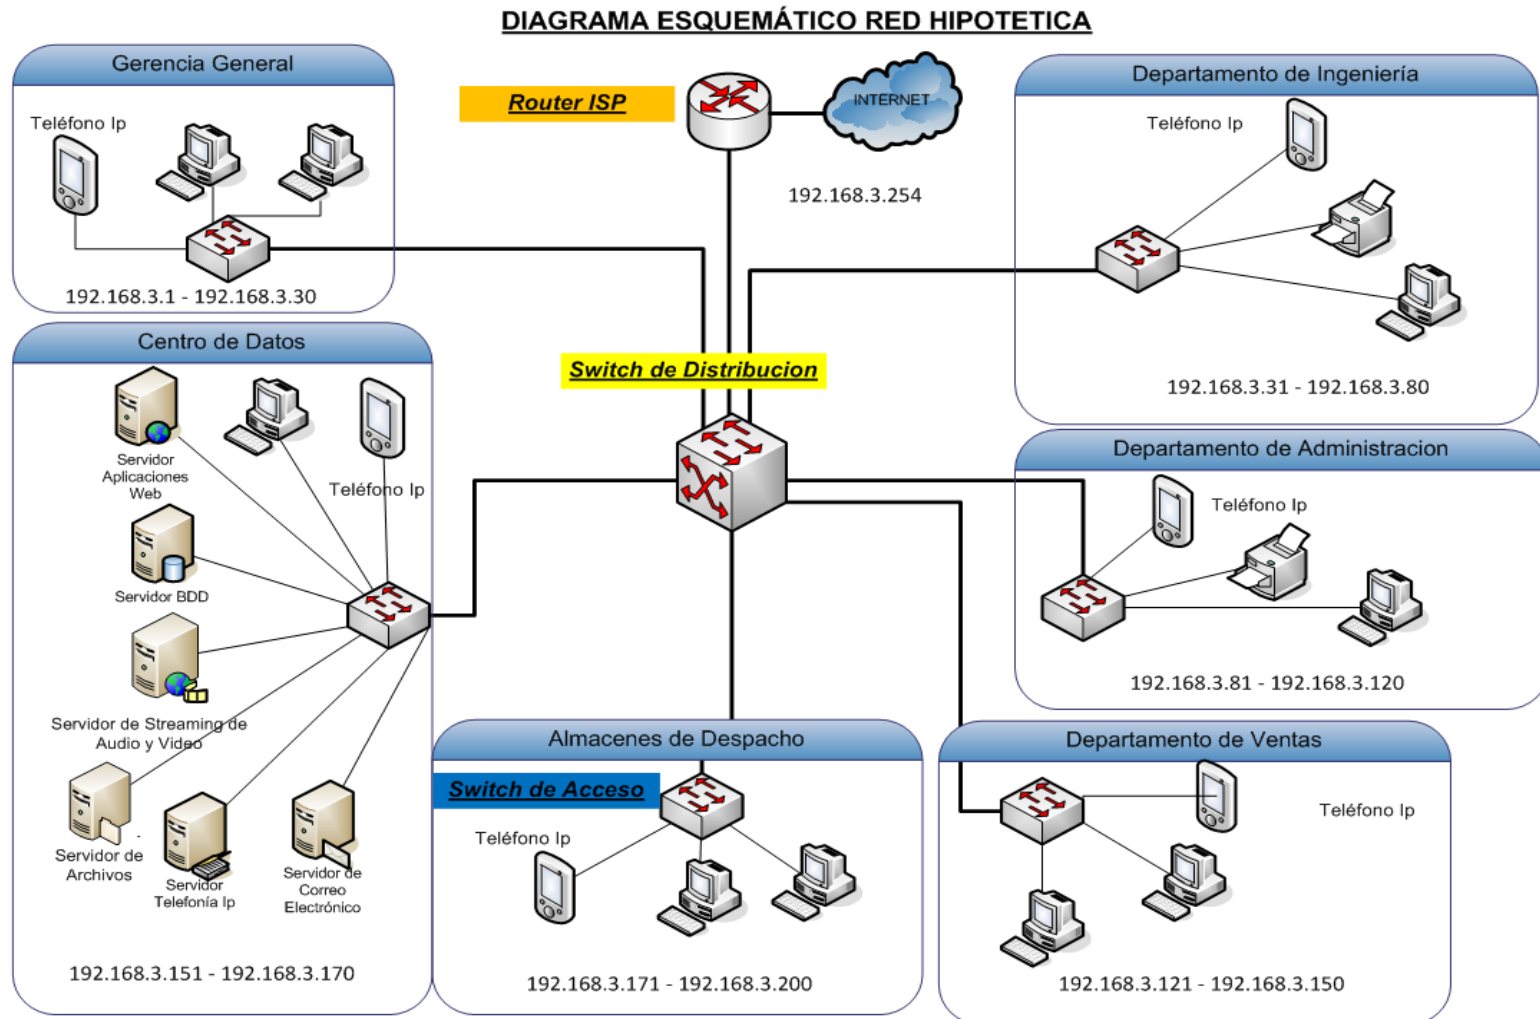 DIAGRAMA ESQUEMÁTICO RED HIPOTETICA
Gerencia General
Teléfono Ip
192.168.3.1 - 192.168.3.30
Router ISP
INTERNET
192.168.3.254
Departamento de Ingeniería
Teléfono Ip
192.168.3.31 - 192.168.3.80
Centro de Datos
Servidor
Aplicaciones
Web
Teléfono Ip
Servidor BDD
Servidor de Streaming de
Audio y Video
Servidor de
Archivos
Servidor
Telefonía Ip
Servidor de
Correo
Electrónico
192.168.3.151 - 192.168.3.170
Switch de Distribucion
Departamento de Administracion
Teléfono Ip
192.168.3.81 - 192.168.3.120
Almacenes de Despacho
Switch de Acceso
Teléfono Ip
192.168.3.171 - 192.168.3.200
Departamento de Ventas
Teléfono Ip
192.168.3.121 - 192.168.3.150